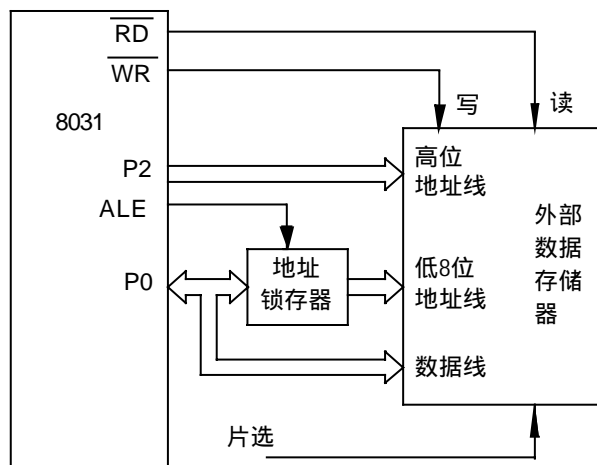 RD
WR
写
读
8031
P2
高位
地址线
ALE
外部
数据
存储
器
P0
地址
锁存器
低8位
地址线
数据线
片选